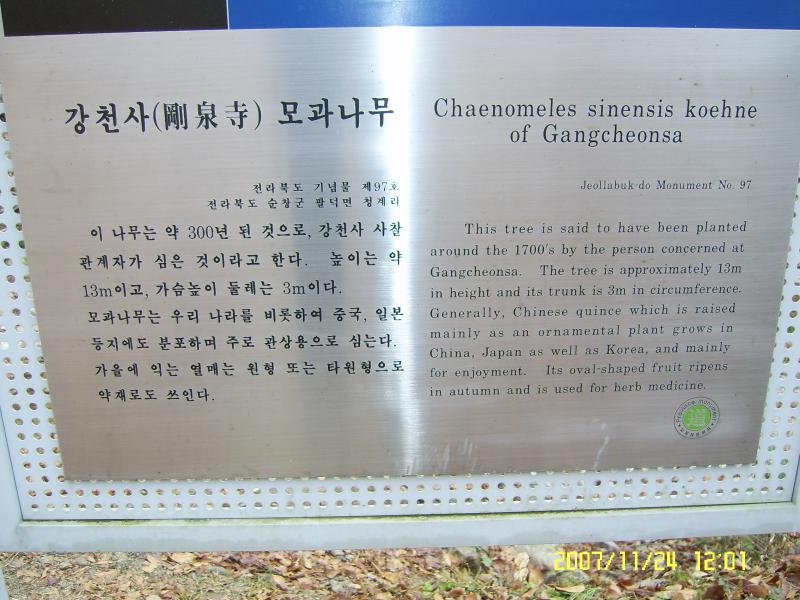 강천사(剛泉寺) 모과나무
전라북도 기념물 제97호
전라북도 순창군 팔덕면 청계리
이 나무는 약 300년 된 것으로, 강천사 사찰
관계자가 심은 것이라고 한다. 높이는 약
13m이고, 가슴높이 둘레는 3m이다.
모과나무는 우리 나라를 비롯하여 중국, 일본
등지에도 분포하며 주로 관상용으로 심는다.
가을에 익는 열매는 원형 또는 타원형으로
약재로도 쓰인다.
Chaenomeles sinensis koehne
of Gangcheonsa
Jeollabuk-do Monument No. 97
This tree is said to have been planted
around the 1700's by the person concerned at
Gangcheonsa. The tree is approximately 13m
in height and its trunk is 3m in circumference.
Generally, Chinese quince which is raised
mainly as an ornamental plant grows in
China, Japan as well as Korea, and mainly
for enjoyment. Its oval-shaped fruit ripens
in autumn and is used for herb medicine.
道
2007/11/24 12:01